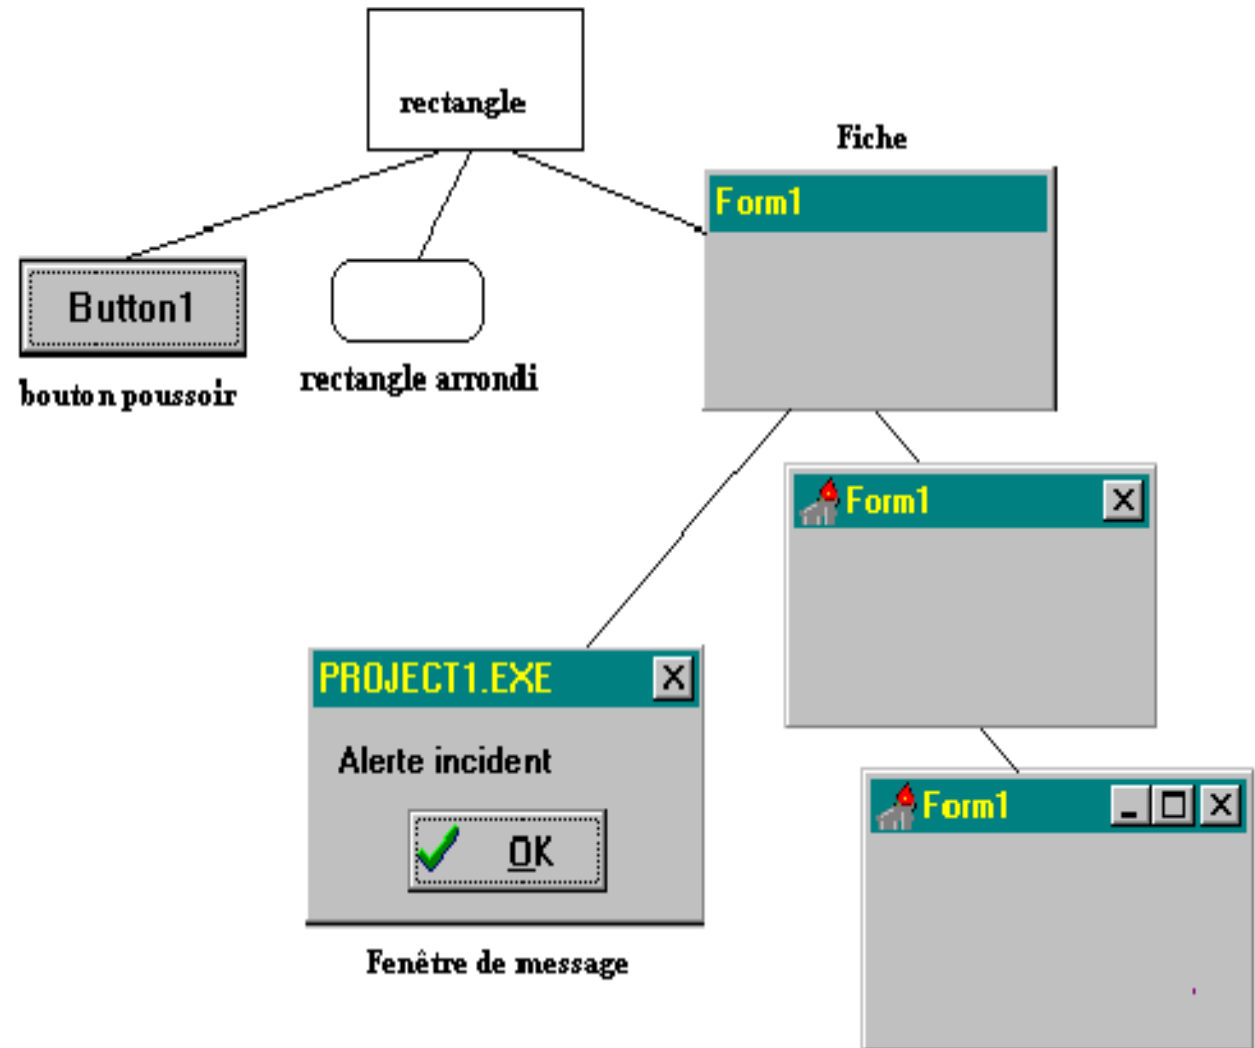 rectangle
Fiche
Form1
Button1
bouton poussoir
rectangle arrondi
Form1
PROJECT1.EXE
Alerte incident
OK
Fenêtre de message
Form1